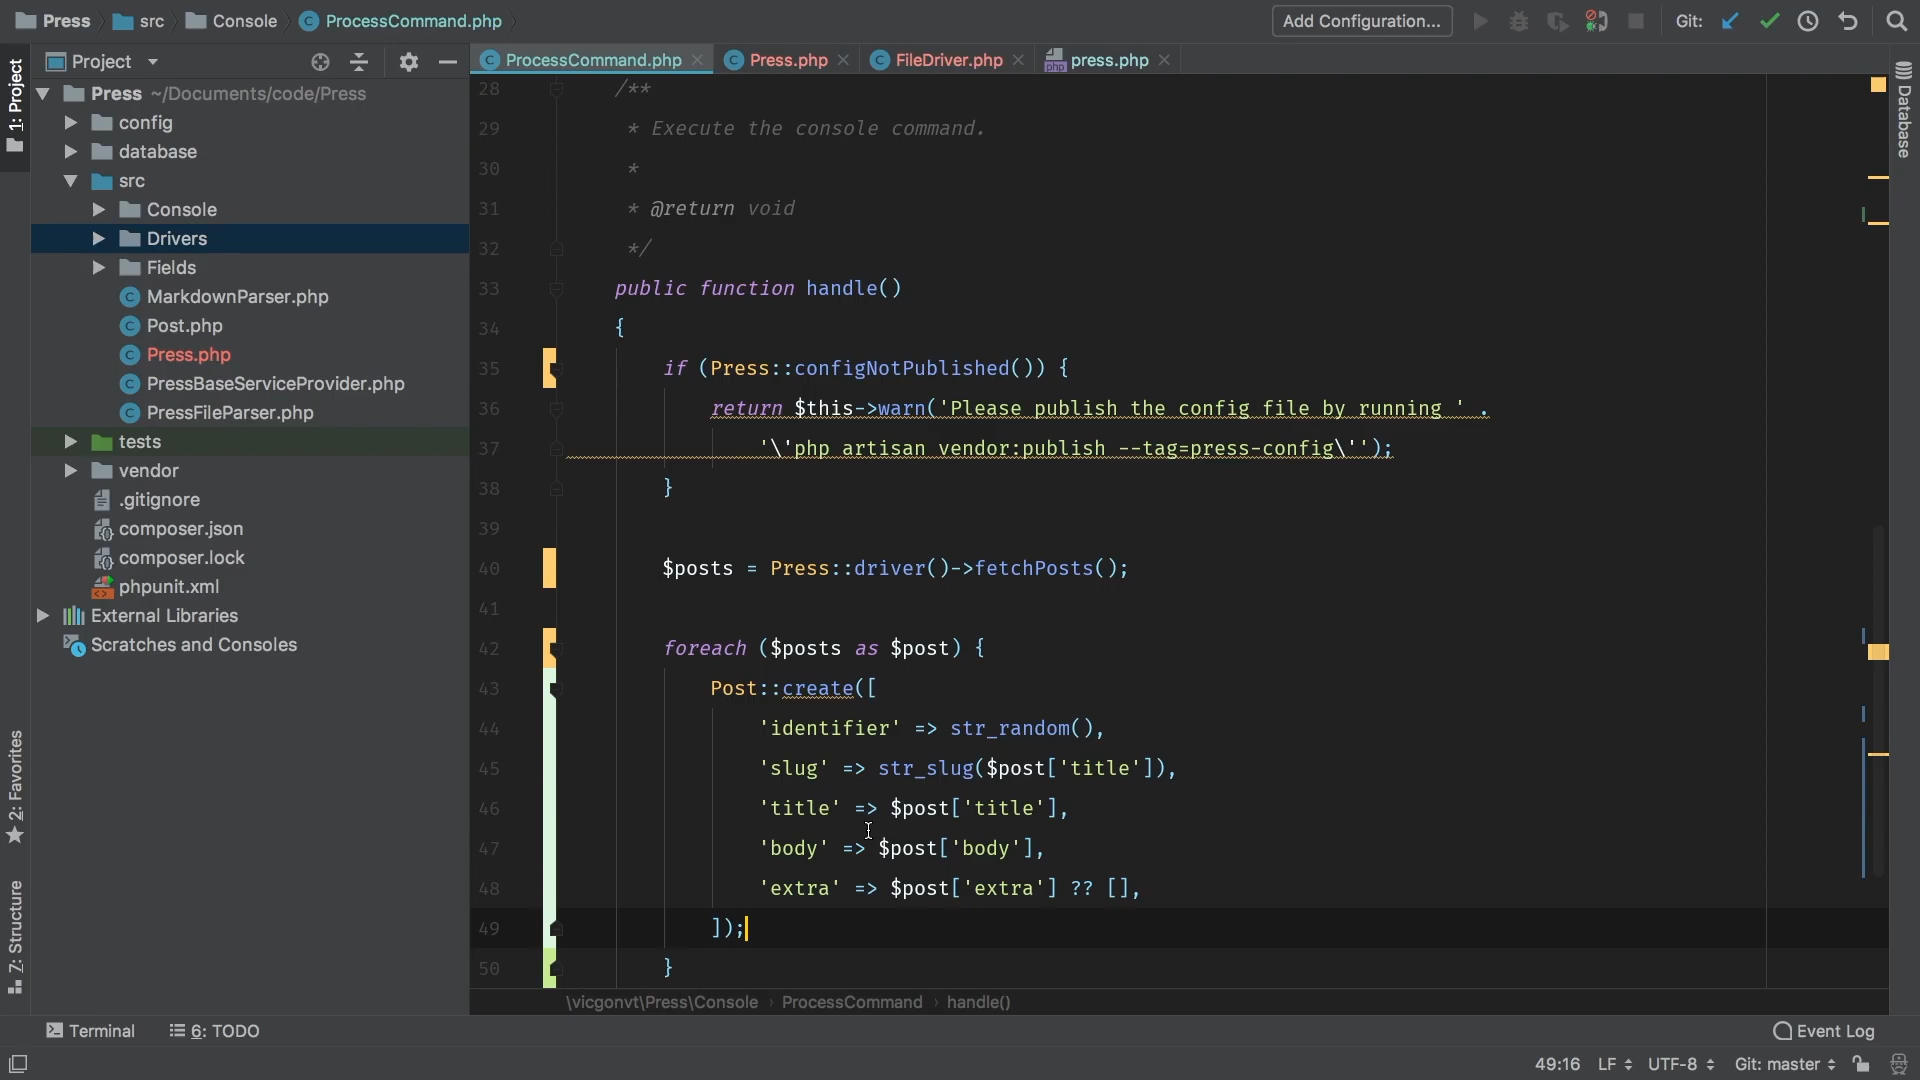 Press src Console ProcessCommand.php
Add Configuration... Git:
1: Project
Project
ProcessCommand.php Press.php FileDriver.php press.php
Press ~/Documents/code/Press
config
database
src
Console
Drivers
Fields
MarkdownParser.php
Post.php
Press.php
PressBaseServiceProvider.php
PressFileParser.php
tests
vendor
.gitignore
composer.json
composer.lock
phpunit.xml
External Libraries
Scratches and Consoles
2: Favorites
Z: Structure
28 /**
29 * Execute the console command.
30 *
31 * @return void
32 */
33 public function handle()
34 {
35 if (Press::configNotPublished()) {
36 return $this->warn('Please publish the config file by running ' .
37 '\'php artisan vendor:publish --tag=press-config\'');
38 }
39
40 $posts = Press::driver()->fetchPosts();
41
42 foreach ($posts as $post) {
43 Post::create([
44 'identifier' => str_random(),
45 'slug' => str_slug($post['title']),
46 'title' => $post['title'],
47 'body' => $post['body'],
48 'extra' => $post['extra'] ?? [],
49 ]);
50 }
\vicgonvt\Press\Console › ProcessCommand › handle()
Database
Terminal 6: TODO
Event Log
49:16 LF UTF-8 Git: master